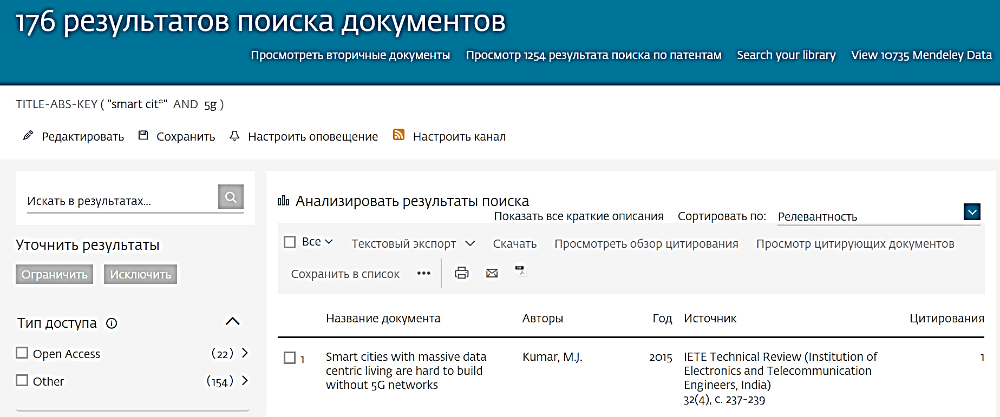 176 результатов поиска документов
Просмотреть вторичные документы Просмотр 1254 результата поиска по патентам Search your library View 10735 Mendeley Data
TITLE-ABS-KEY ( "smart cit*" AND 5g )
Редактировать Сохранить Настроить оповещение Настроить канал
Искать в результатах...
Уточнить результаты
Ограничить Исключить
Тип доступа
Open Access (22)
Other (154)
Анализировать результаты поиска
Показать все краткие описания Сортировать по: Релевантность
Все Текстовый экспорт Скачать Просмотреть обзор цитирования Просмотр цитирующих документов
Сохранить в список ••• PDF
Название документа Авторы Год Источник Цитирования
1 Smart cities with massive data Kumar, M.J. 2015 IETE Technical Review (Institution of 1
centric living are hard to build Electronics and Telecommunication
without 5G networks Engineers, India)
32(4), с. 237-239